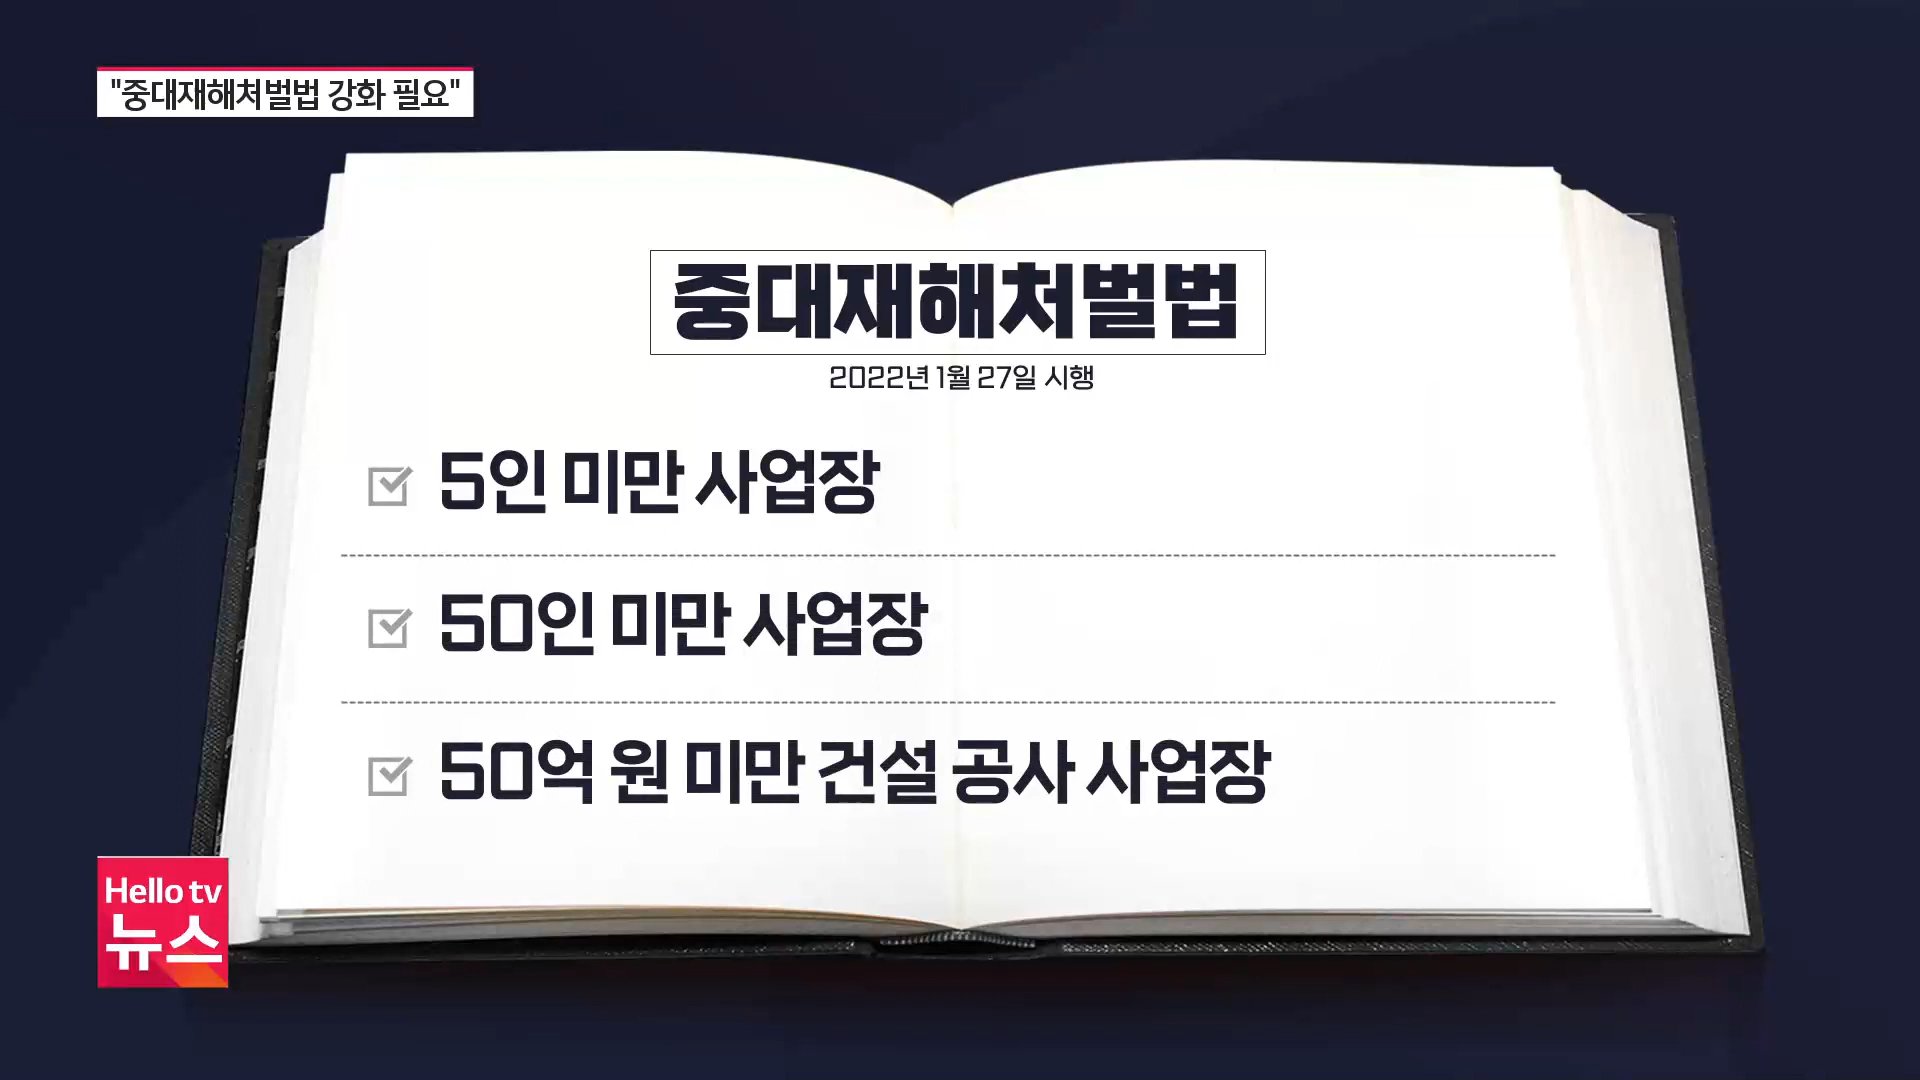 "중대재해처벌법 강화 필요"
중대재해처벌법
2022년 1월 27일 시행
5인 미만 사업장
50인 미만 사업장
50억 원 미만 건설 공사 사업장
Hello tv
뉴스